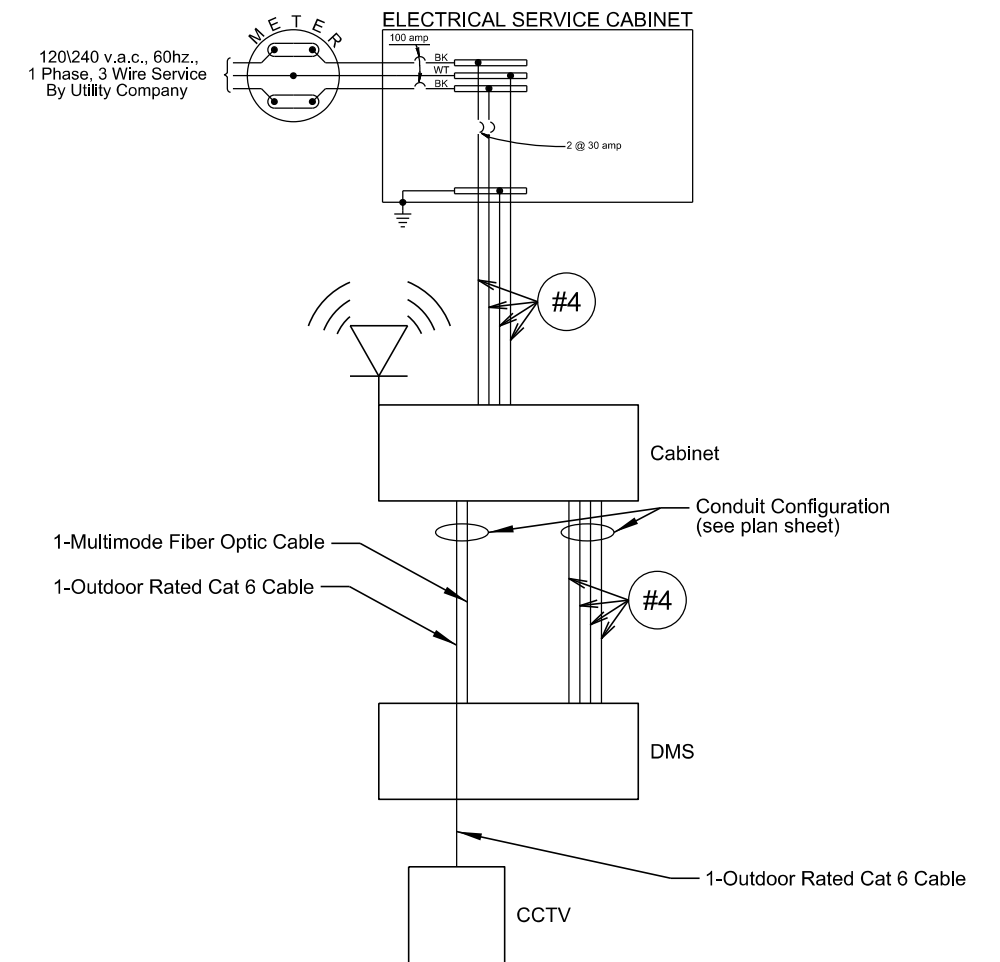 METER
ELECTRICAL SERVICE CABINET
100 amp
120\240 v.a.c., 60hz.,
1 Phase, 3 Wire Service
By Utility Company
BK
WT
BK
2 @ 30 amp
#4
Cabinet
Conduit Configuration
(see plan sheet)
1-Multimode Fiber Optic Cable
1-Outdoor Rated Cat 6 Cable
#4
DMS
1-Outdoor Rated Cat 6 Cable
CCTV